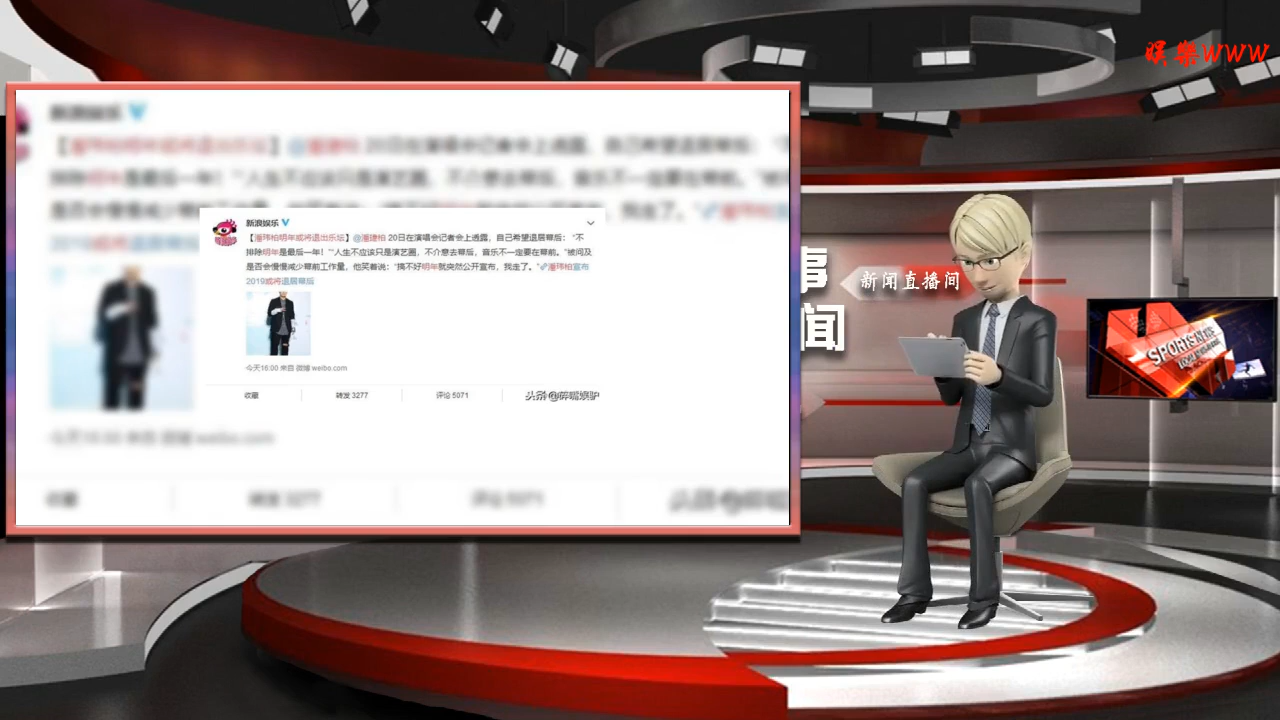 娱乐WWW
新浪娱乐
【潘玮柏明年或将退出乐坛】@潘玮柏 20日在演唱会记者会上透露，自己希望退居幕后：“不
排除明年是最后一年！”“人生不应该只是演艺圈，不介意去幕后，音乐不一定要在幕前。”被问及
是否会慢慢减少幕前工作量，他笑着说：“搞不好明年就突然公开宣布，我走了。”潘玮柏宣布
2019或将退居幕后
今天16:00 来自 微博 weibo.com
收藏
转发 3277
评论 5071
事
闻
新闻直播间
SPORTS